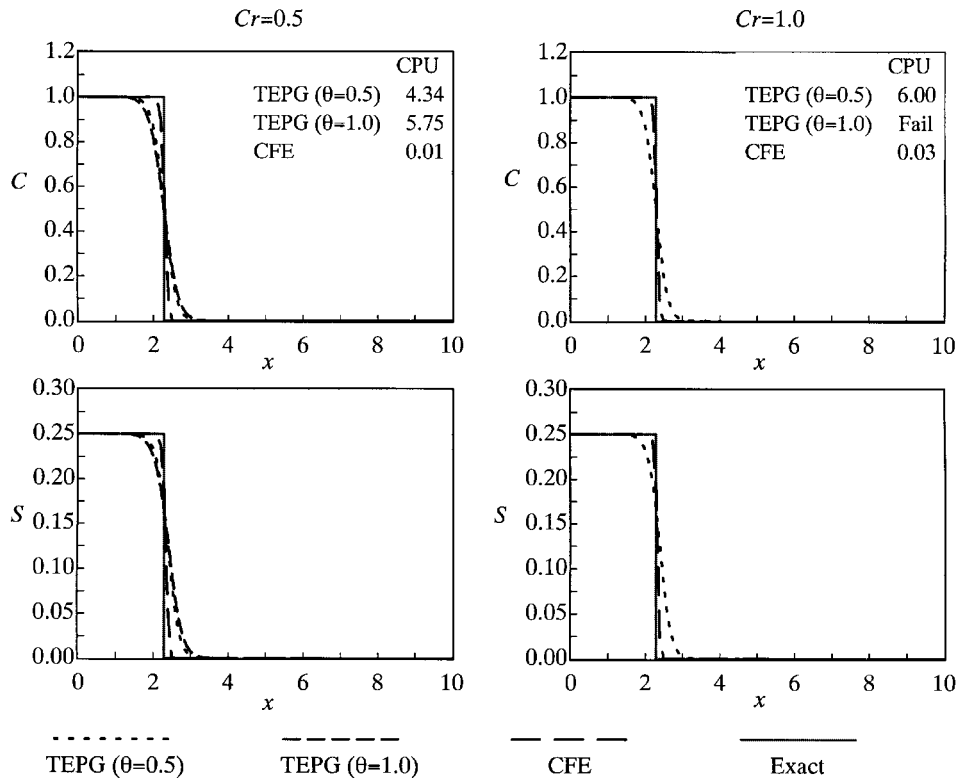 Cr=0.5
Cr=1.0
1.2
1.0
0.8
0.6
0.4
0.2
0.0
C
CPU
TEPG (θ=0.5) 4.34
TEPG (θ=1.0) 5.75
CFE 0.01
0 2 4 6 8 10
x
1.2
1.0
0.8
0.6
0.4
0.2
0.0
C
CPU
TEPG (θ=0.5) 6.00
TEPG (θ=1.0) Fail
CFE 0.03
0 2 4 6 8 10
x
0.30
0.25
0.20
0.15
0.10
0.05
0.00
S
0 2 4 6 8 10
x
0.30
0.25
0.20
0.15
0.10
0.05
0.00
S
0 2 4 6 8 10
x
TEPG (θ=0.5) TEPG (θ=1.0) CFE Exact